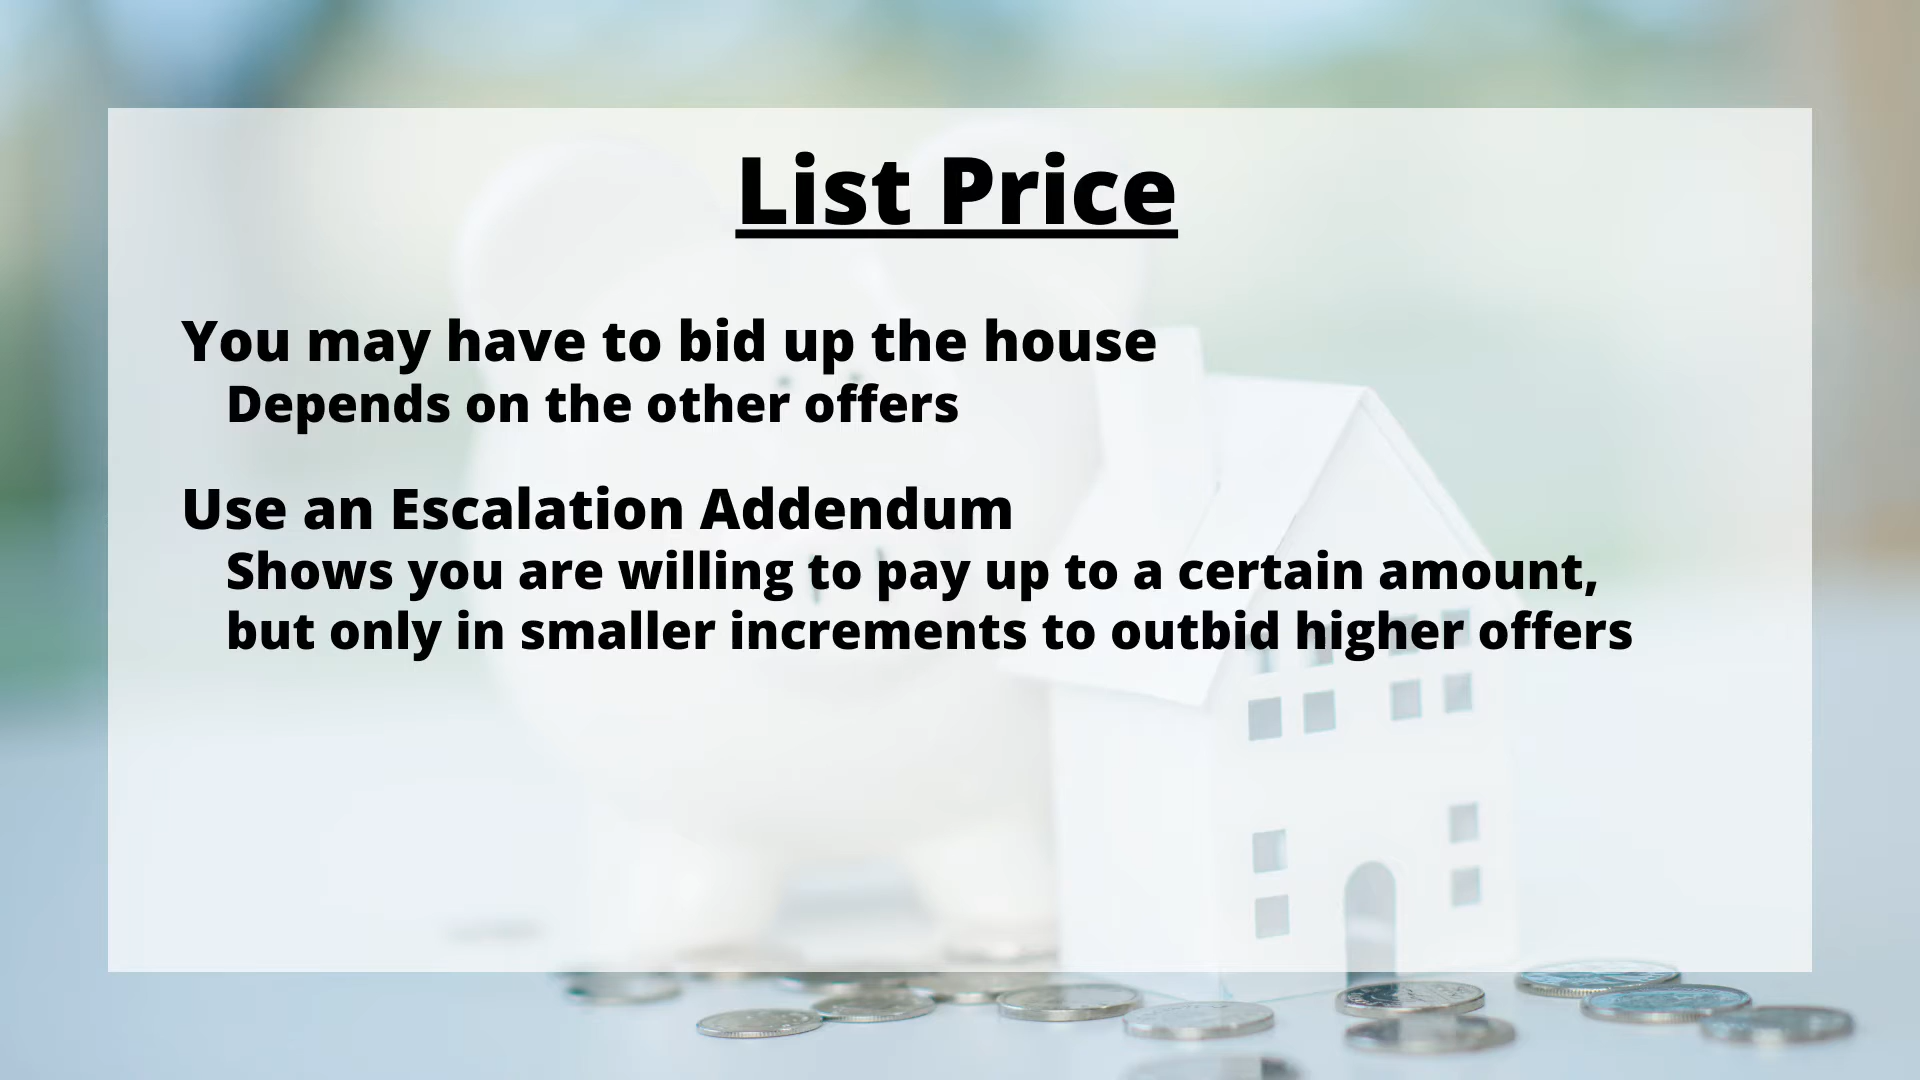 List Price
You may have to bid up the house
Depends on the other offers
Use an Escalation Addendum
Shows you are willing to pay up to a certain amount,
but only in smaller increments to outbid higher offers